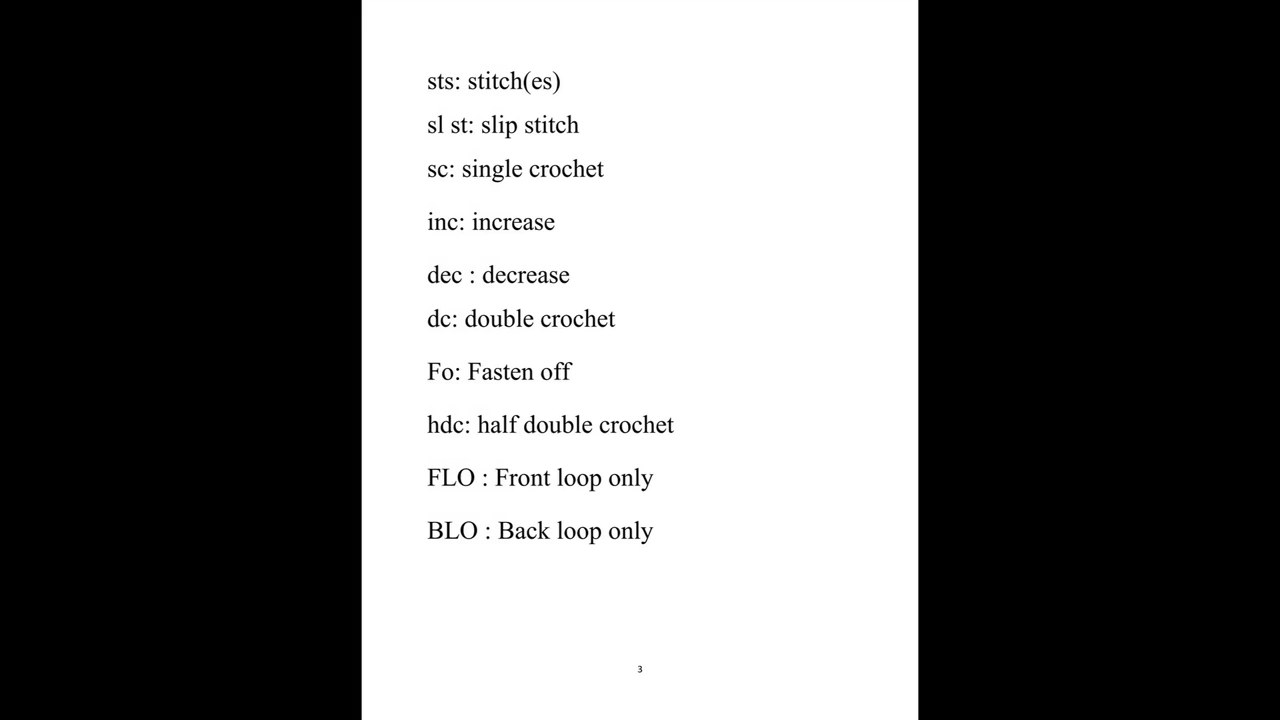 sts: stitch(es)
sl st: slip stitch
sc: single crochet
inc: increase
dec : decrease
dc: double crochet
Fo: Fasten off
hdc: half double crochet
FLO : Front loop only
BLO : Back loop only
3